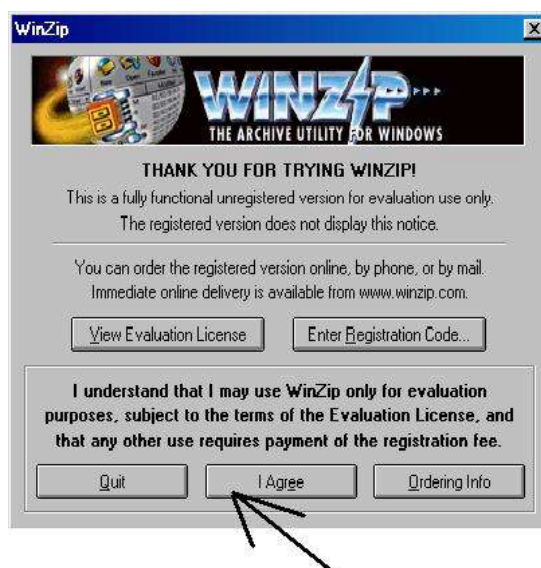 WinZip
WINZIP
THE ARCHIVE UTILITY FOR WINDOWS
THANK YOU FOR TRYING WINZIP!
This is a fully functional unregistered version for evaluation use only.
The registered version does not display this notice.
You can order the registered version online, by phone, or by mail.
Immediate online delivery is available from www.winzip.com.
View Evaluation License Enter Registration Code...
I understand that I may use WinZip only for evaluation
purposes, subject to the terms of the Evaluation License, and
that any other use requires payment of the registration fee.
Quit I Agree Ordering Info